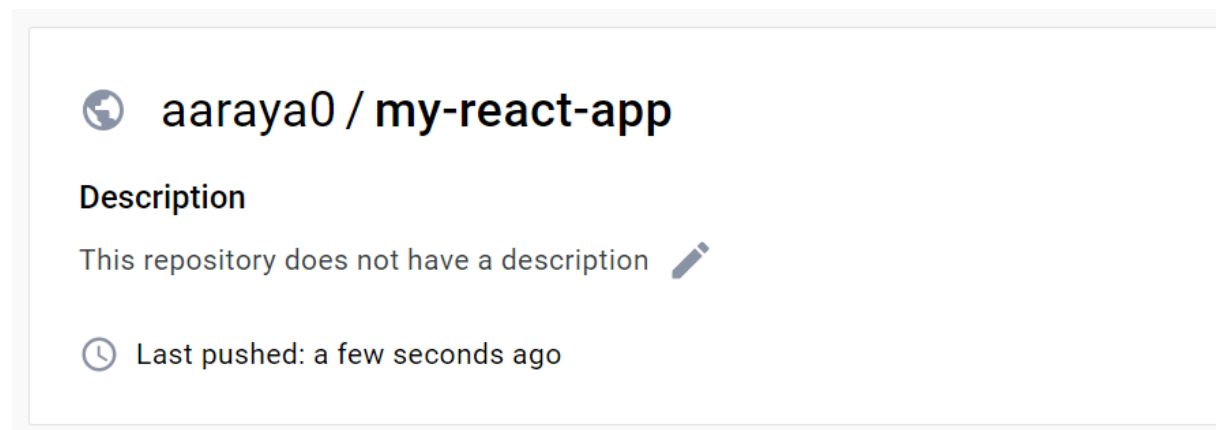 aaraya0 / my-react-app
Description
This repository does not have a description
Last pushed: a few seconds ago